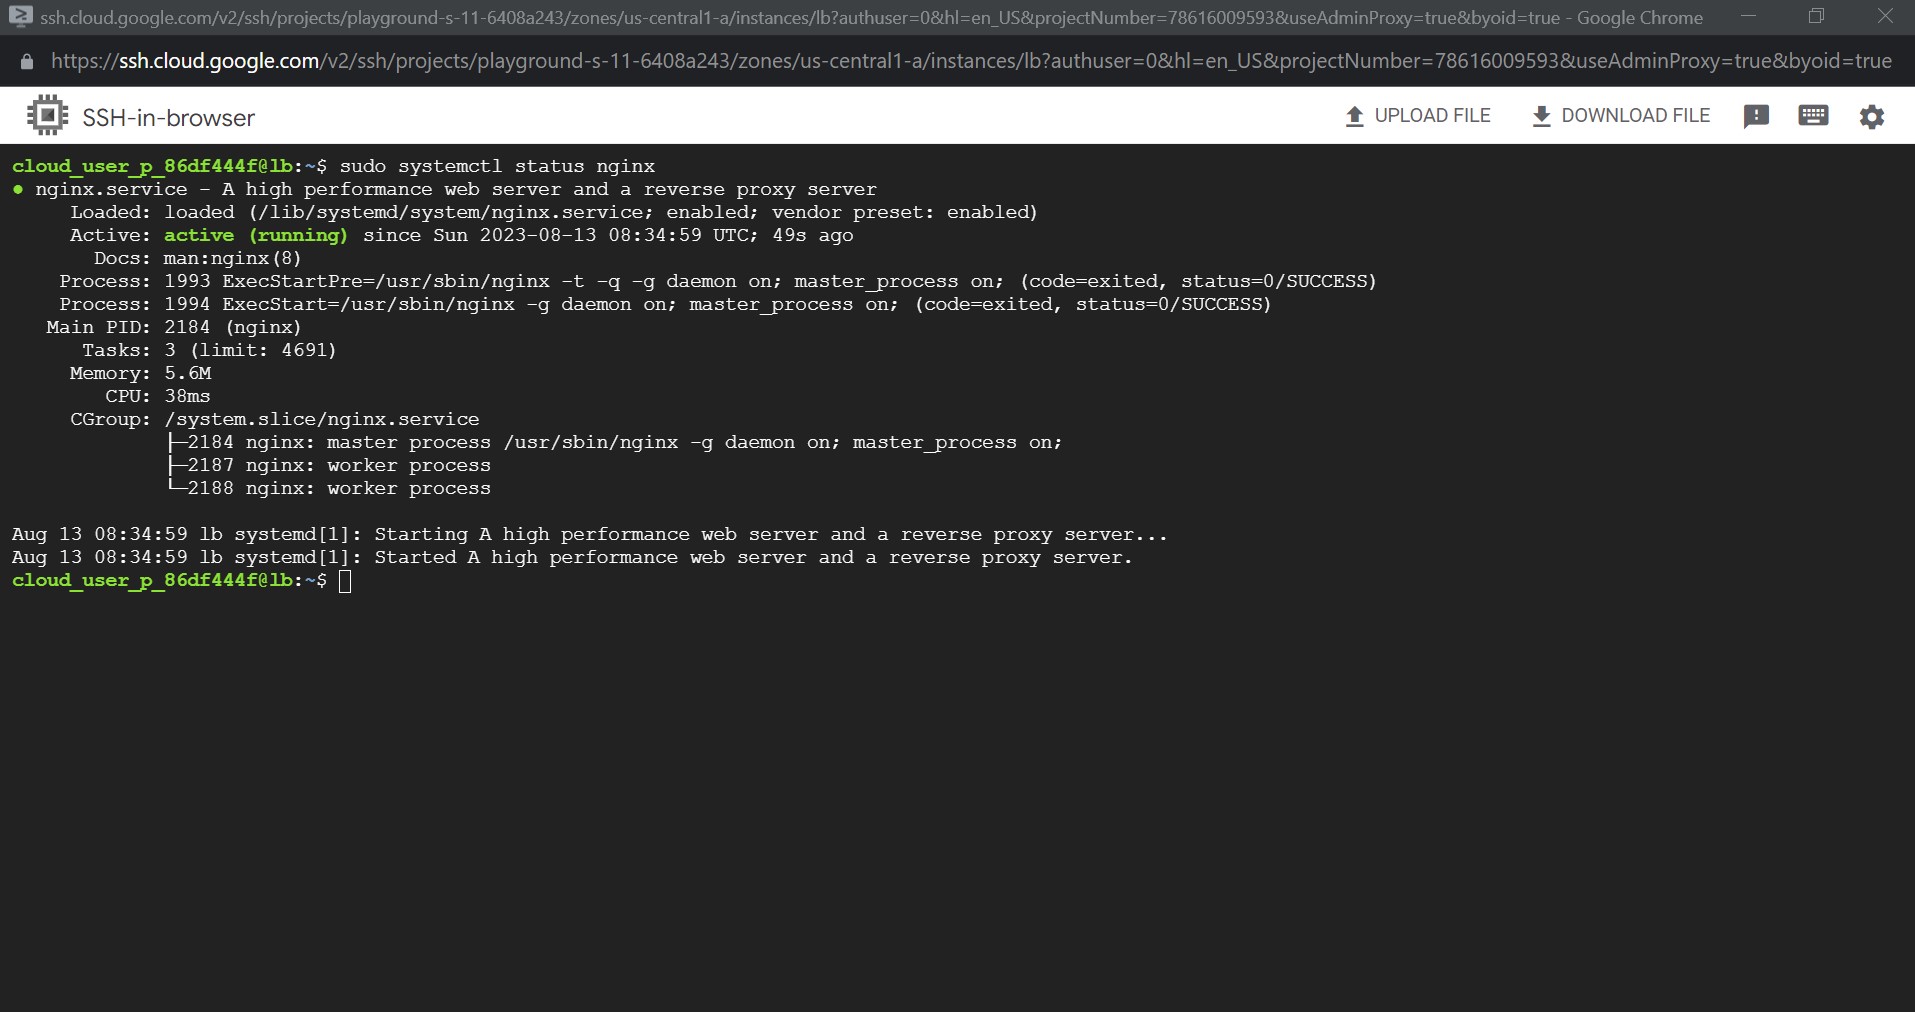 ssh.cloud.google.com/v2/ssh/projects/playground-s-11-6408a243/zones/us-central1-a/instances/lb?authuser=0&hl=en_US&projectNumber=78616009593&useAdminProxy=true&byoid=true - Google Chrome
https://ssh.cloud.google.com/v2/ssh/projects/playground-s-11-6408a243/zones/us-central1-a/instances/lb?authuser=0&hl=en_US&projectNumber=78616009593&useAdminProxy=true&byoid=true
SSH-in-browser UPLOAD FILE DOWNLOAD FILE
cloud_user_p_86df444f@lb:~$ sudo systemctl status nginx
● nginx.service - A high performance web server and a reverse proxy server
     Loaded: loaded (/lib/systemd/system/nginx.service; enabled; vendor preset: enabled)
     Active: active (running) since Sun 2023-08-13 08:34:59 UTC; 49s ago
       Docs: man:nginx(8)
    Process: 1993 ExecStartPre=/usr/sbin/nginx -t -q -g daemon on; master_process on; (code=exited, status=0/SUCCESS)
    Process: 1994 ExecStart=/usr/sbin/nginx -g daemon on; master_process on; (code=exited, status=0/SUCCESS)
   Main PID: 2184 (nginx)
      Tasks: 3 (limit: 4691)
     Memory: 5.6M
        CPU: 38ms
     CGroup: /system.slice/nginx.service
             ├─2184 nginx: master process /usr/sbin/nginx -g daemon on; master_process on;
             ├─2187 nginx: worker process
             └─2188 nginx: worker process
Aug 13 08:34:59 lb systemd[1]: Starting A high performance web server and a reverse proxy server...
Aug 13 08:34:59 lb systemd[1]: Started A high performance web server and a reverse proxy server.
cloud_user_p_86df444f@lb:~$